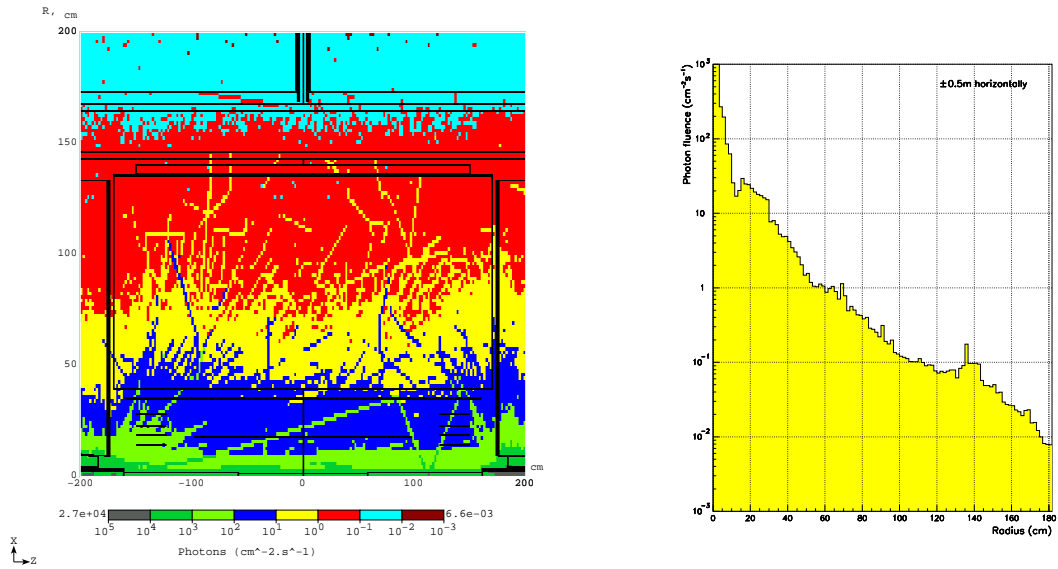 R, cm
200
150
100
50
0
-200 -100 0 100 200
cm
2.7e+04 6.6e-03
10^5 10^4 10^3 10^2 10^1 10^0 10^-1 10^-2 10^-3
Photons (cm^-2.s^-1)
X
Z
Photon fluence (cm^-2 s^-1)
±0.5m horizontally
10^3
10^2
10
1
10^-1
10^-2
10^-3
0 20 40 60 80 100 120 140 160 180
Radius (cm)